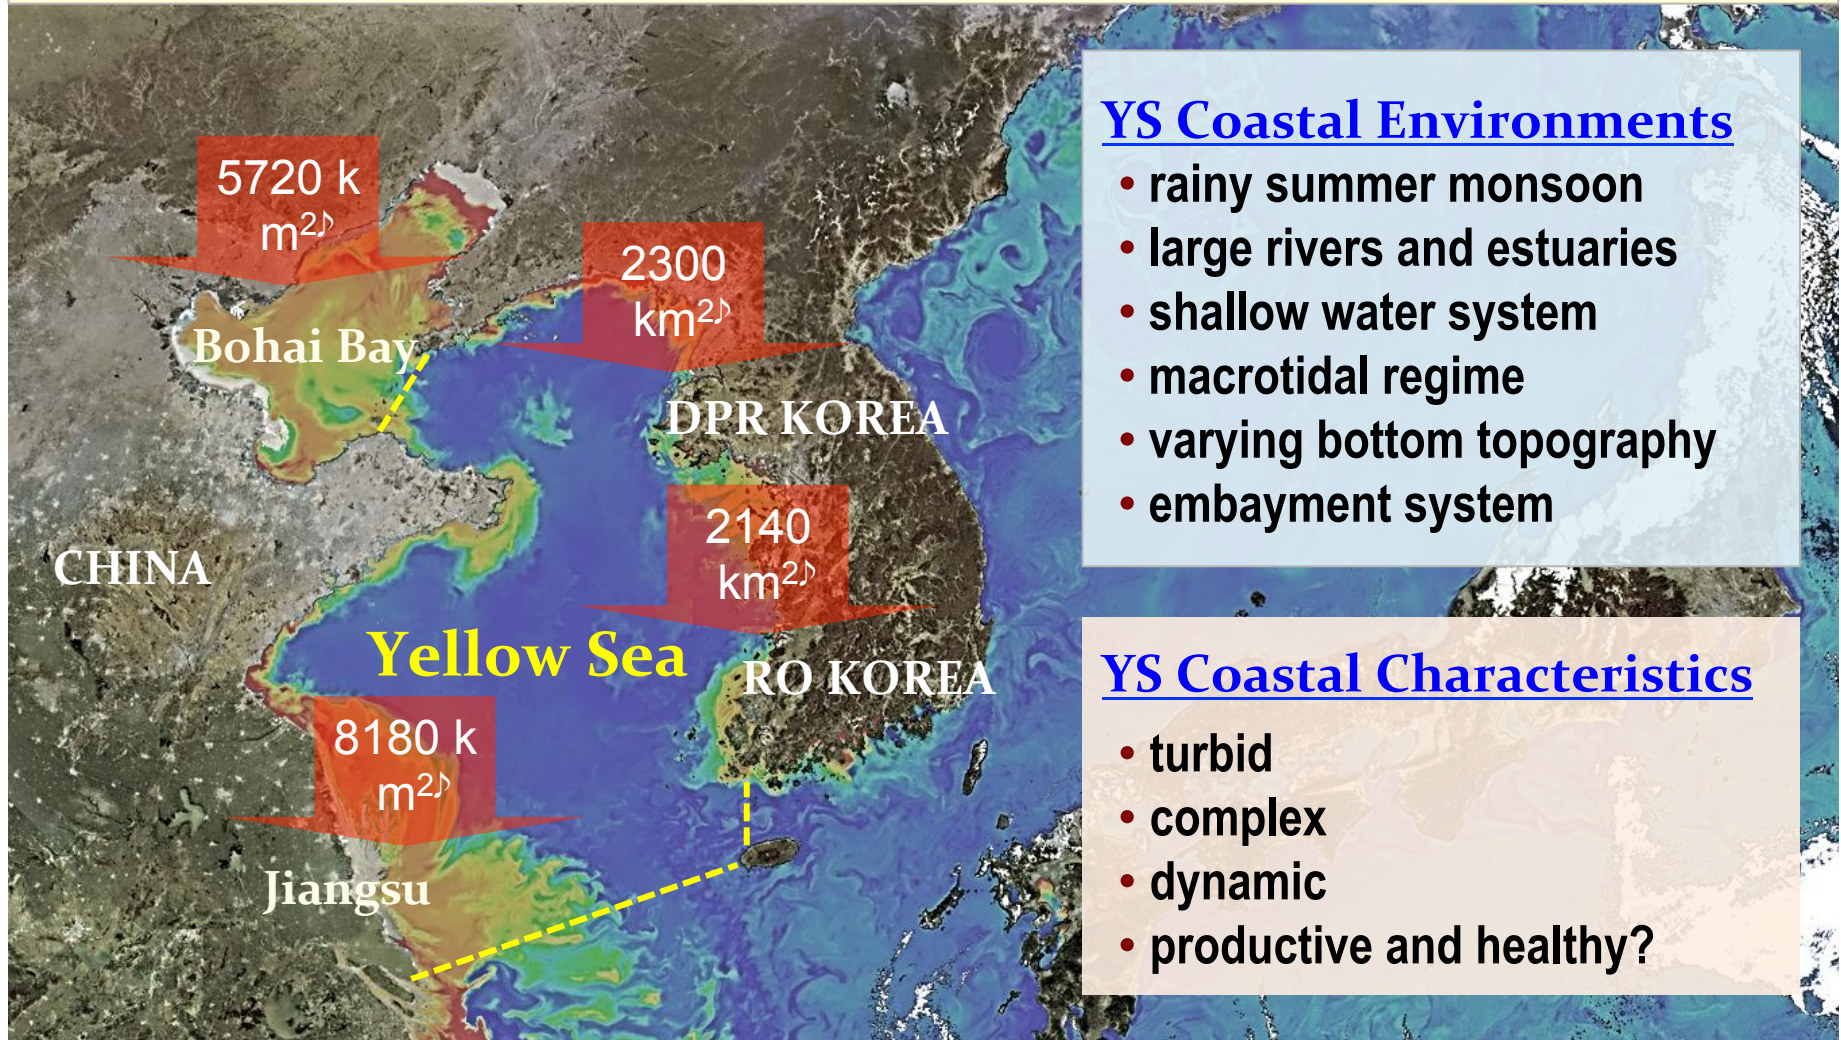 5720 k
m²♪
2300
km²♪
Bohai Bay
DPR KOREA
2140
km²♪
CHINA
Yellow Sea
RO KOREA
8180 k
m²♪
Jiangsu
YS Coastal Environments
• rainy summer monsoon
• large rivers and estuaries
• shallow water system
• macrotidal regime
• varying bottom topography
• embayment system
YS Coastal Characteristics
• turbid
• complex
• dynamic
• productive and healthy?